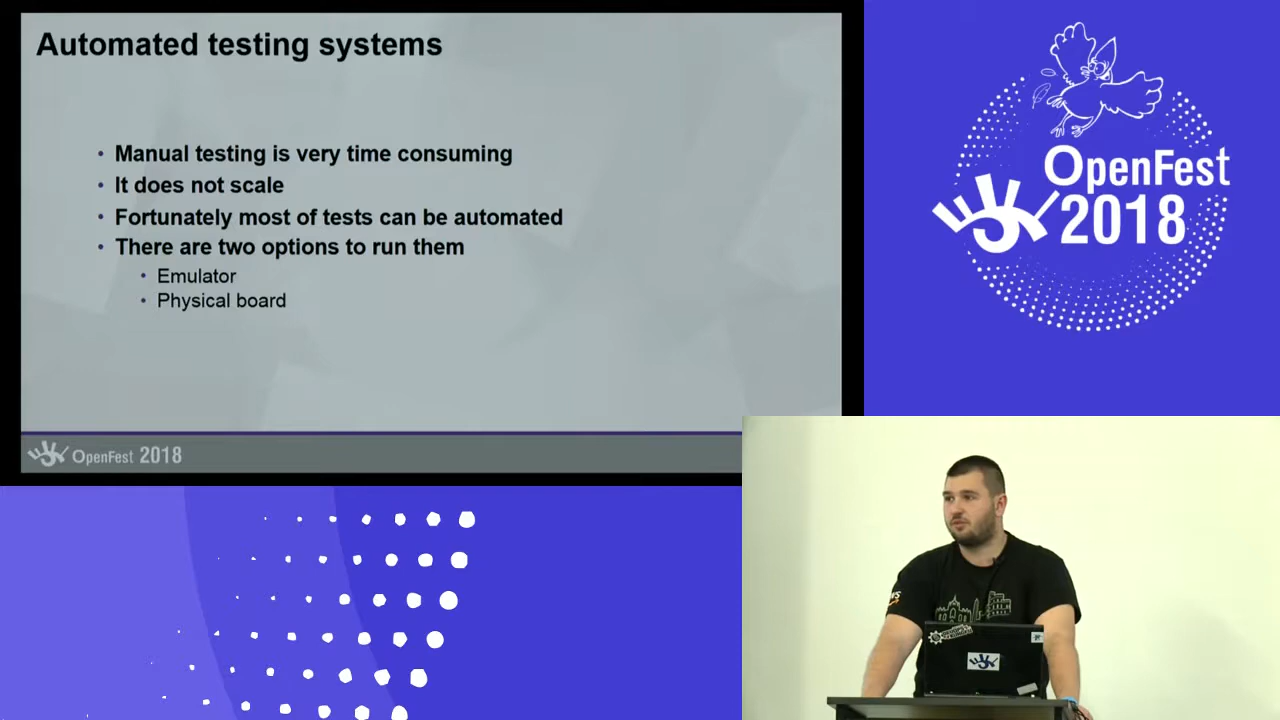 Automated testing systems
Manual testing is very time consuming
It does not scale
Fortunately most of tests can be automated
There are two options to run them
Emulator
Physical board
OpenFest 2018
OpenFest
2018